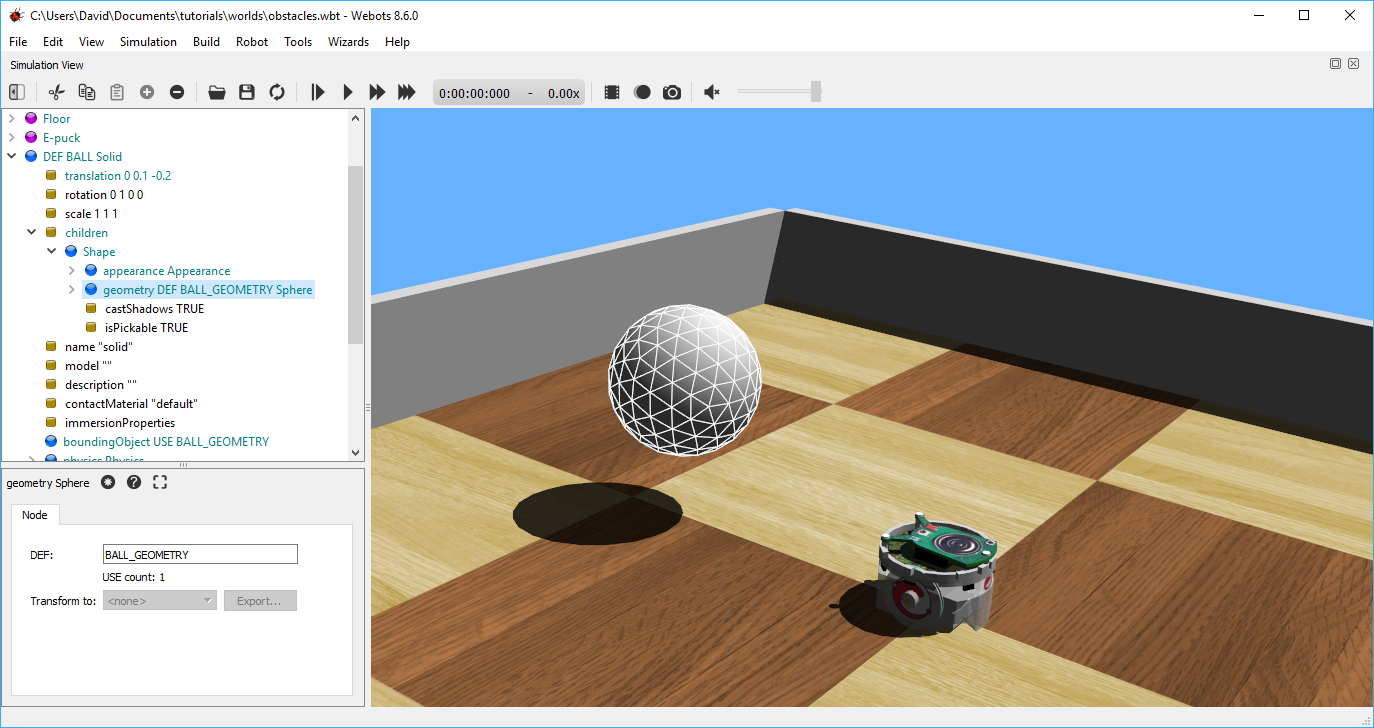 C:\Users\David\Documents\tutorials\worlds\obstacles.wbt - Webots 8.6.0
File Edit View Simulation Build Robot Tools Wizards Help
Simulation View
0:00:00:000 - 0.00x
Floor
E-puck
DEF BALL Solid
translation 0 0.1 -0.2
rotation 0 1 0 0
scale 1 1 1
children
Shape
appearance Appearance
geometry DEF BALL_GEOMETRY Sphere
castShadows TRUE
isPickable TRUE
name "solid"
model ""
description ""
contactMaterial "default"
immersionProperties
boundingObject USE BALL_GEOMETRY
physics Physics
geometry Sphere
Node
DEF: BALL_GEOMETRY
USE count: 1
Transform to: <none> Export...